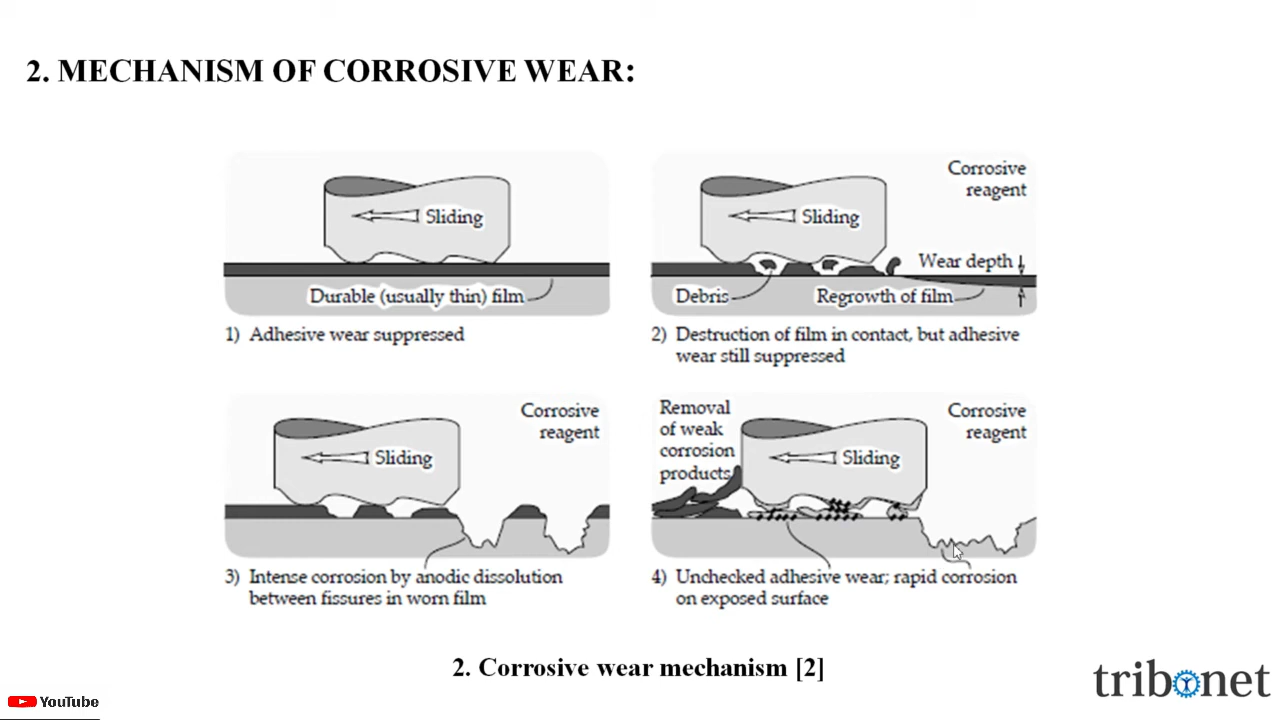 2. MECHANISM OF CORROSIVE WEAR:
Sliding
Durable (usually thin) film
1) Adhesive wear suppressed
Corrosive
reagent
Sliding
Wear depth
Debris
Regrowth of film
2) Destruction of film in contact, but adhesive
wear still suppressed
Corrosive
reagent
Sliding
3) Intense corrosion by anodic dissolution
between fissures in worn film
Removal
of weak
corrosion
products
Corrosive
reagent
Sliding
4) Unchecked adhesive wear; rapid corrosion
on exposed surface
2. Corrosive wear mechanism [2]
tribonet
YouTube